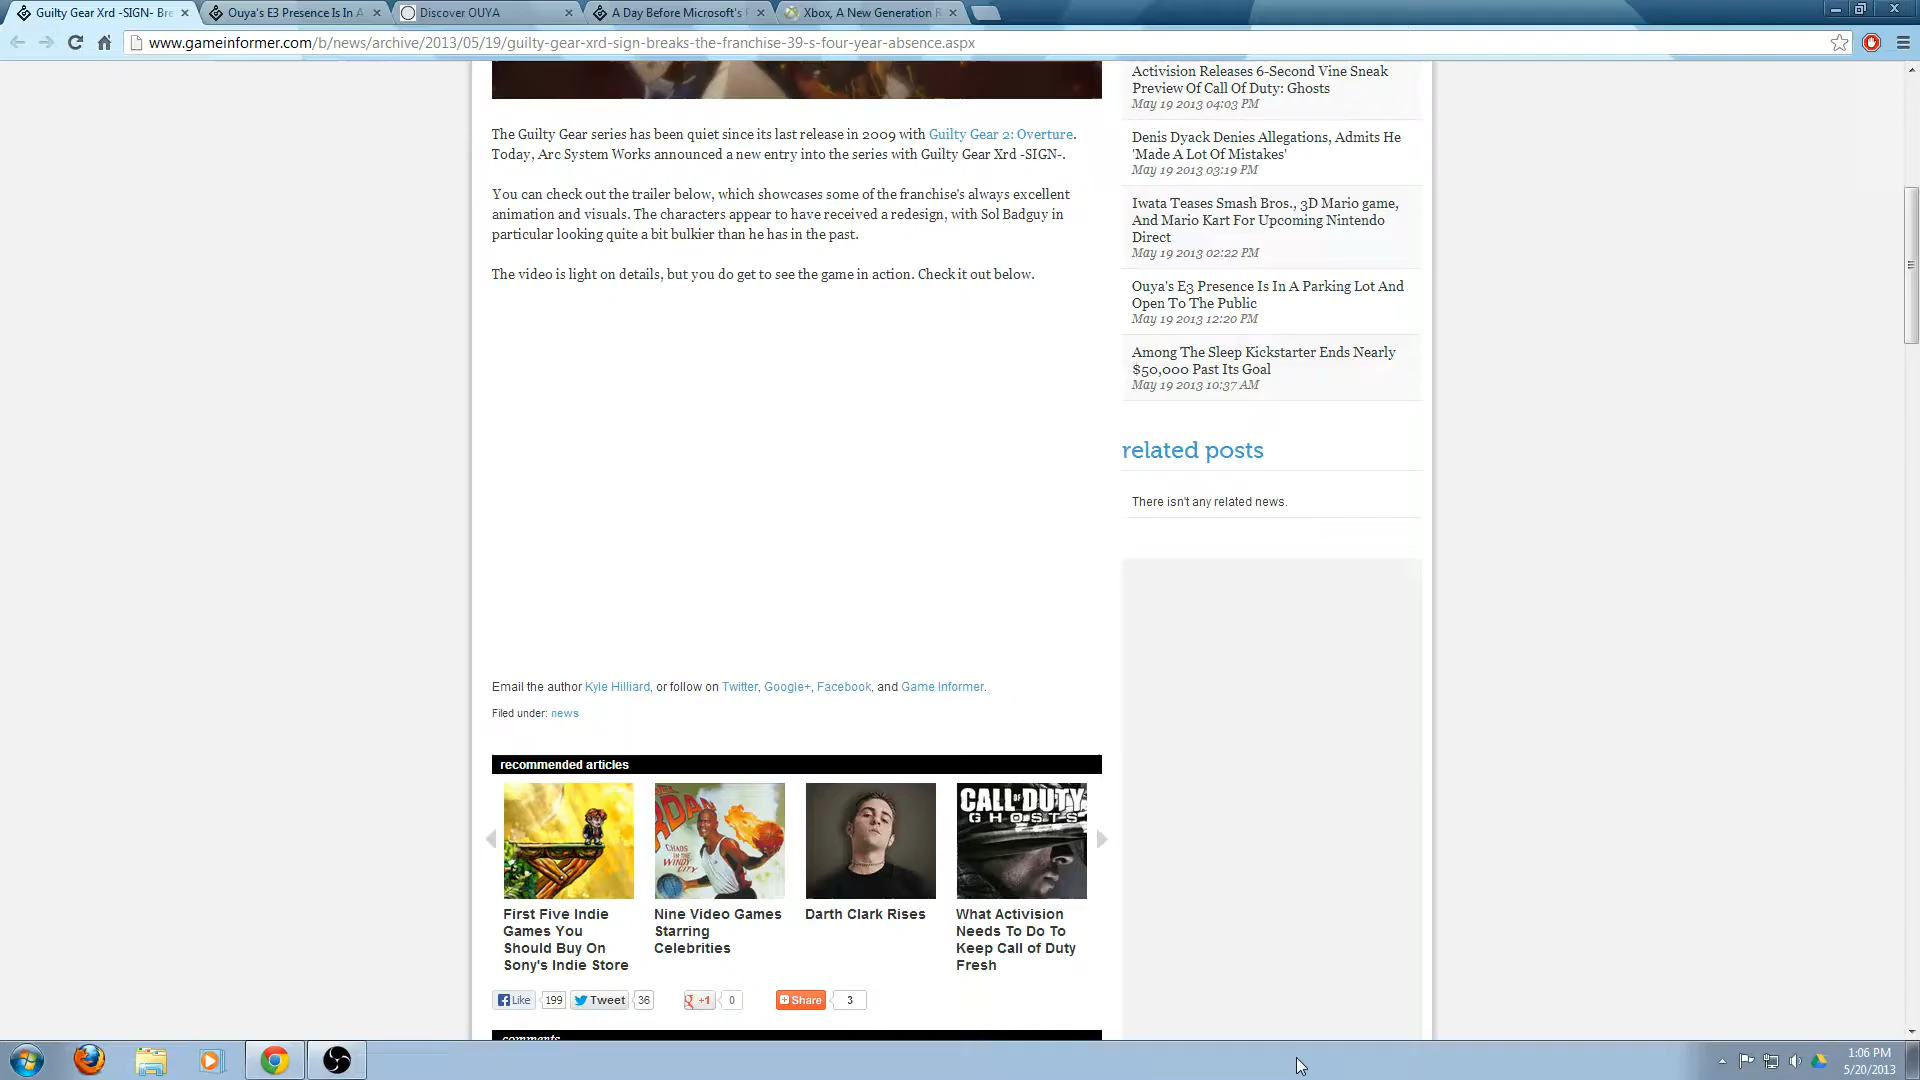 Guilty Gear Xrd -SIGN- Bre
Ouya's E3 Presence Is In A
Discover OUYA
A Day Before Microsoft's
Xbox, A New Generation R
www.gameinformer.com/b/news/archive/2013/05/19/guilty-gear-xrd-sign-breaks-the-franchise-39-s-four-year-absence.aspx
The Guilty Gear series has been quiet since its last release in 2009 with Guilty Gear 2: Overture.
Today, Arc System Works announced a new entry into the series with Guilty Gear Xrd -SIGN-.
You can check out the trailer below, which showcases some of the franchise's always excellent
animation and visuals. The characters appear to have received a redesign, with Sol Badguy in
particular looking quite a bit bulkier than he has in the past.
The video is light on details, but you do get to see the game in action. Check it out below.
Email the author Kyle Hilliard, or follow on Twitter, Google+, Facebook, and Game Informer.
Filed under: news
recommended articles
CHAOS
IN THE
WINDY
CITY
CALL OF DUTY
GHOSTS
First Five Indie
Games You
Should Buy On
Sony's Indie Store
Nine Video Games
Starring
Celebrities
Darth Clark Rises
What Activision
Needs To Do To
Keep Call of Duty
Fresh
Like 199 Tweet 36 +1 0 Share 3
comments
Activision Releases 6-Second Vine Sneak
Preview Of Call Of Duty: Ghosts
May 19 2013 04:03 PM
Denis Dyack Denies Allegations, Admits He
'Made A Lot Of Mistakes'
May 19 2013 03:19 PM
Iwata Teases Smash Bros., 3D Mario game,
And Mario Kart For Upcoming Nintendo
Direct
May 19 2013 02:22 PM
Ouya's E3 Presence Is In A Parking Lot And
Open To The Public
May 19 2013 12:20 PM
Among The Sleep Kickstarter Ends Nearly
$50,000 Past Its Goal
May 19 2013 10:37 AM
related posts
There isn't any related news.
1:06 PM
5/20/2013